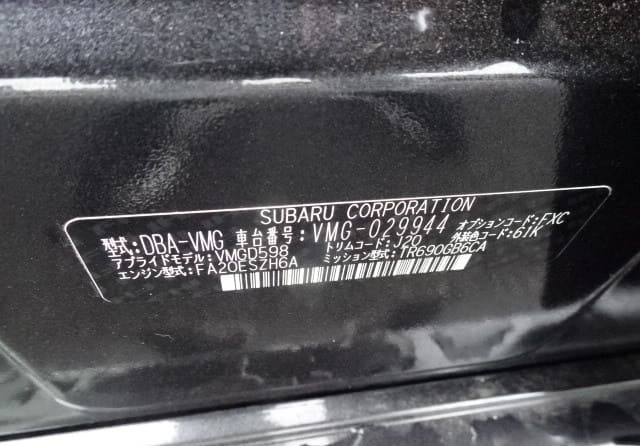 SUBARU CORPORATION
型式:DBA-VMG 車台番号:VMG-029944 オプションコード:FXC
アプライドモデル:VMGD598 トリムコード:J20 外装色コード:61K
エンジン型式:FA20ESZH6A ミッション型式:TR690GB6CA